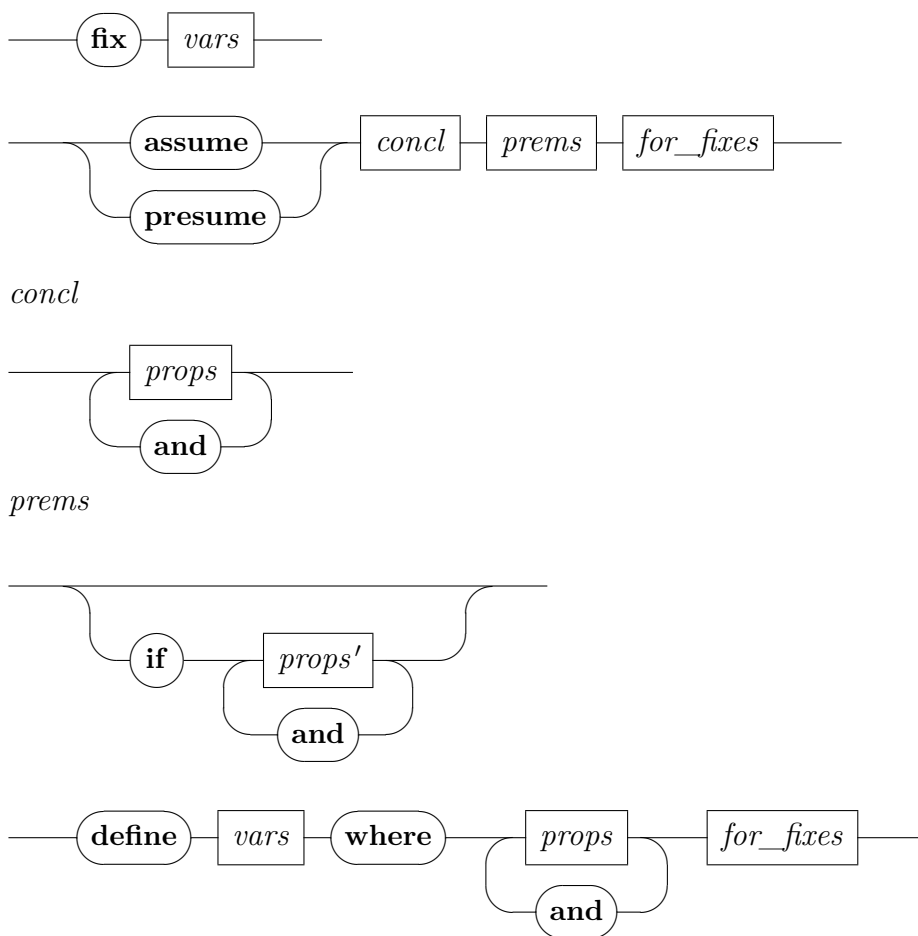 fix vars
assume concl prems for_fixes
presume
concl
props
and
prems
if props′
and
define vars where props for_fixes
and